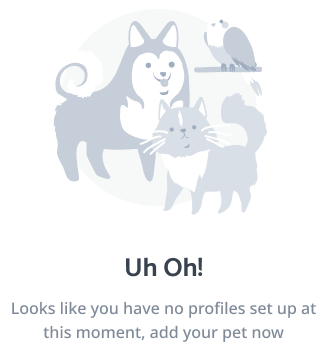 Uh Oh!
Looks like you have no profiles set up at
this moment, add your pet now